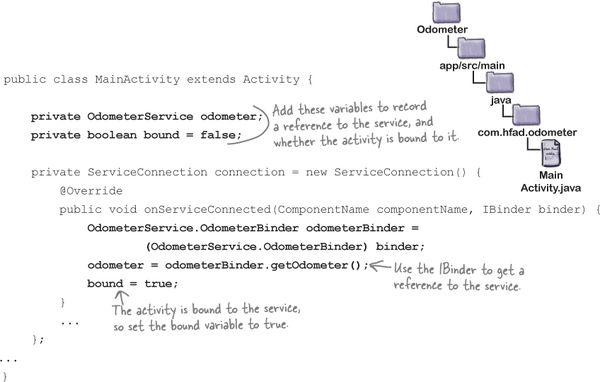 Odometer
app/src/main
java
com.hfad.odometer
Main
Activity.java
public class MainActivity extends Activity {
private OdometerService odometer;
private boolean bound = false;
Add these variables to record
a reference to the service, and
whether the activity is bound to it.
private ServiceConnection connection = new ServiceConnection() {
@Override
public void onServiceConnected(ComponentName componentName, IBinder binder) {
OdometerService.OdometerBinder odometerBinder =
(OdometerService.OdometerBinder) binder;
odometer = odometerBinder.getOdometer();
Use the IBinder to get a
reference to the service.
bound = true;
}
The activity is bound to the service,
so set the bound variable to true.
...
};
...
}